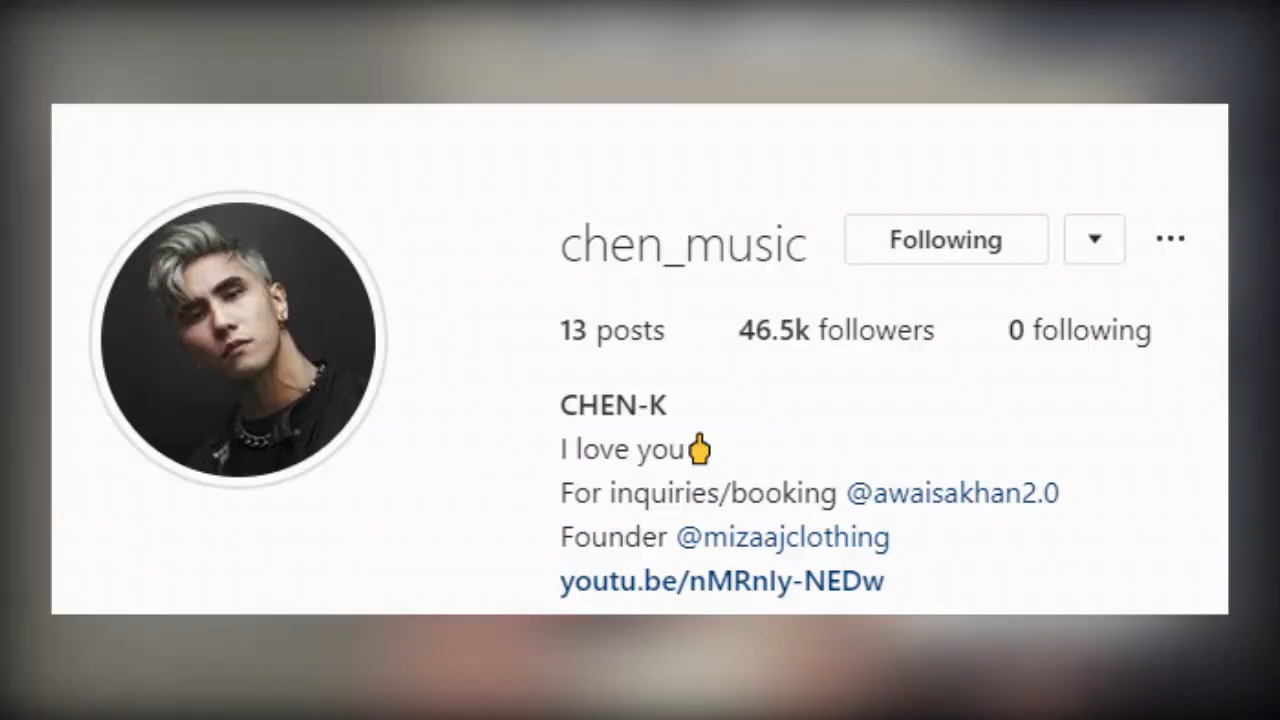 chen_music Following
13 posts 46.5k followers 0 following
CHEN-K
I love you🖕
For inquiries/booking @awaisakhan2.0
Founder @mizaajclothing
youtu.be/nMRnIy-NEDw